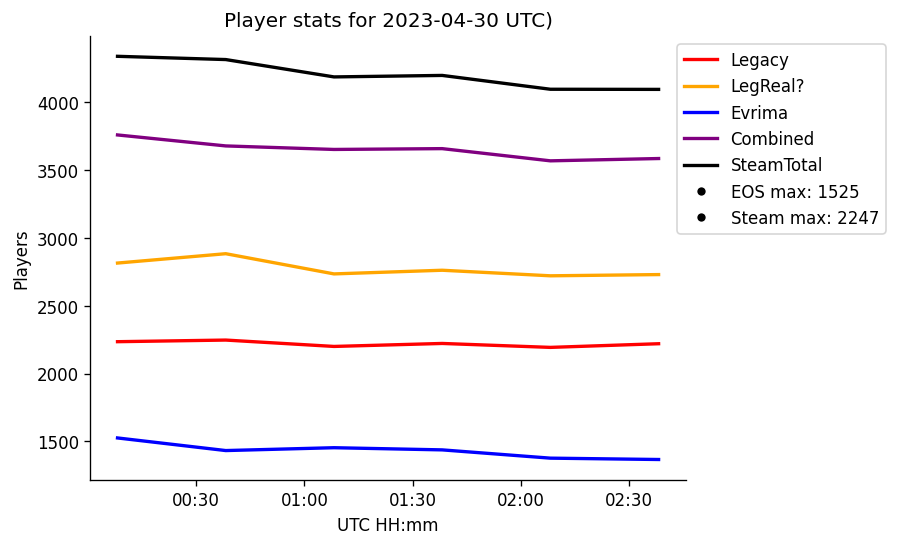 Player stats for 2023-04-30 UTC)
Legacy
LegReal?
Evrima
Combined
SteamTotal
EOS max: 1525
Steam max: 2247
Players
4000
3500
3000
2500
2000
1500
00:30 01:00 01:30 02:00 02:30
UTC HH:mm